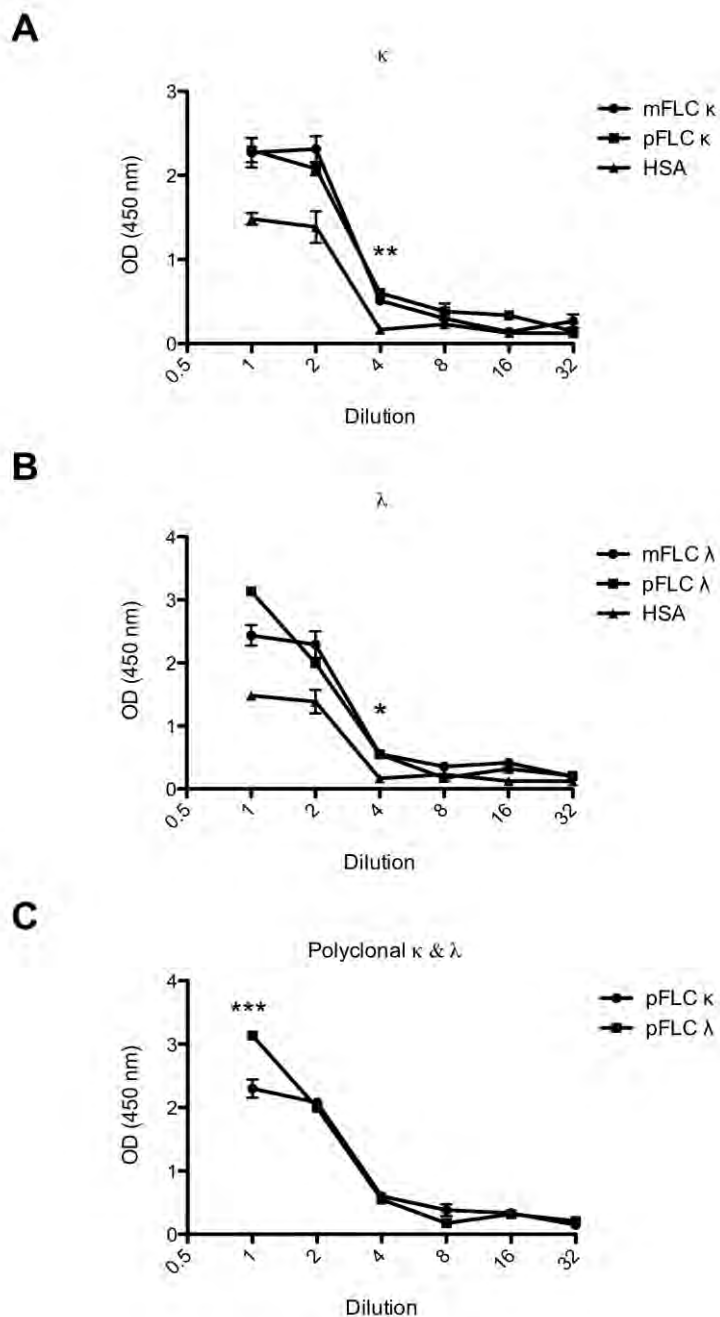 A
κ
3
2
1
0
OD (450 nm)
**
0.5
1
2
4
8
16
32
Dilution
mFLC κ
pFLC κ
HSA
B
λ
4
3
2
1
0
OD (450 nm)
*
0.5
1
2
4
8
16
32
Dilution
mFLC λ
pFLC λ
HSA
C
Polyclonal κ & λ
4
3
2
1
0
OD (450 nm)
***
0.5
1
2
4
8
16
32
Dilution
pFLC κ
pFLC λ